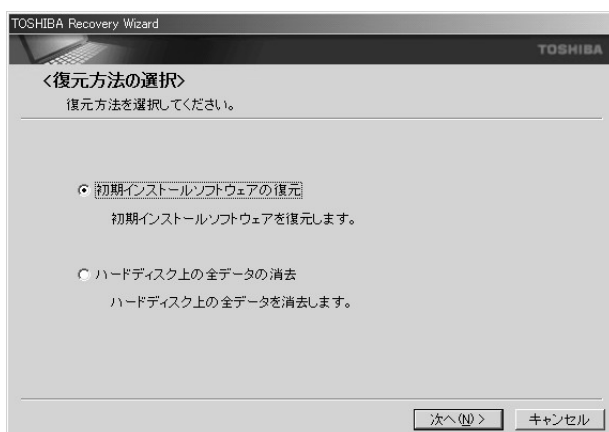 TOSHIBA Recovery Wizard
TOSHIBA
<復元方法の選択>
復元方法を選択してください。
初期インストールソフトウェアの復元
初期インストールソフトウェアを復元します。
ハードディスク上の全データの消去
ハードディスク上の全データを消去します。
次へ(N) >
キャンセル